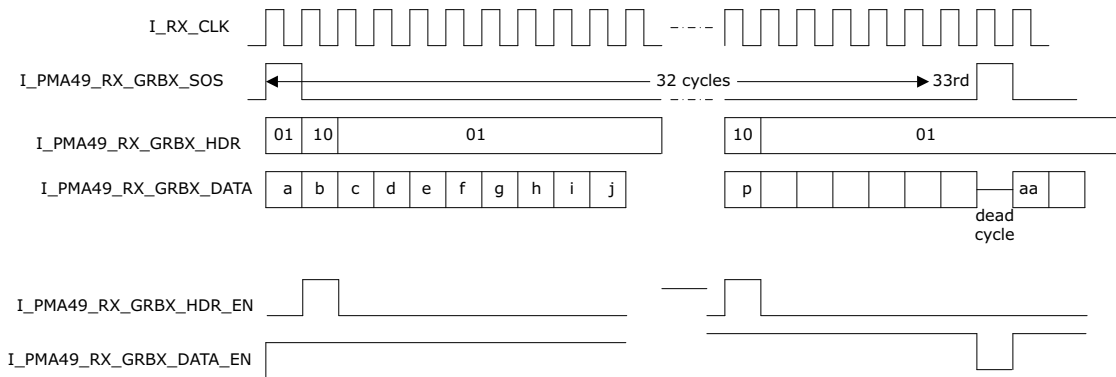 I_RX_CLK
I_PMA49_RX_GRBX_SOS
32 cycles
33rd
I_PMA49_RX_GRBX_HDR
01
10
01
10
01
I_PMA49_RX_GRBX_DATA
a
b
c
d
e
f
g
h
i
j
p
aa
dead
cycle
I_PMA49_RX_GRBX_HDR_EN
I_PMA49_RX_GRBX_DATA_EN